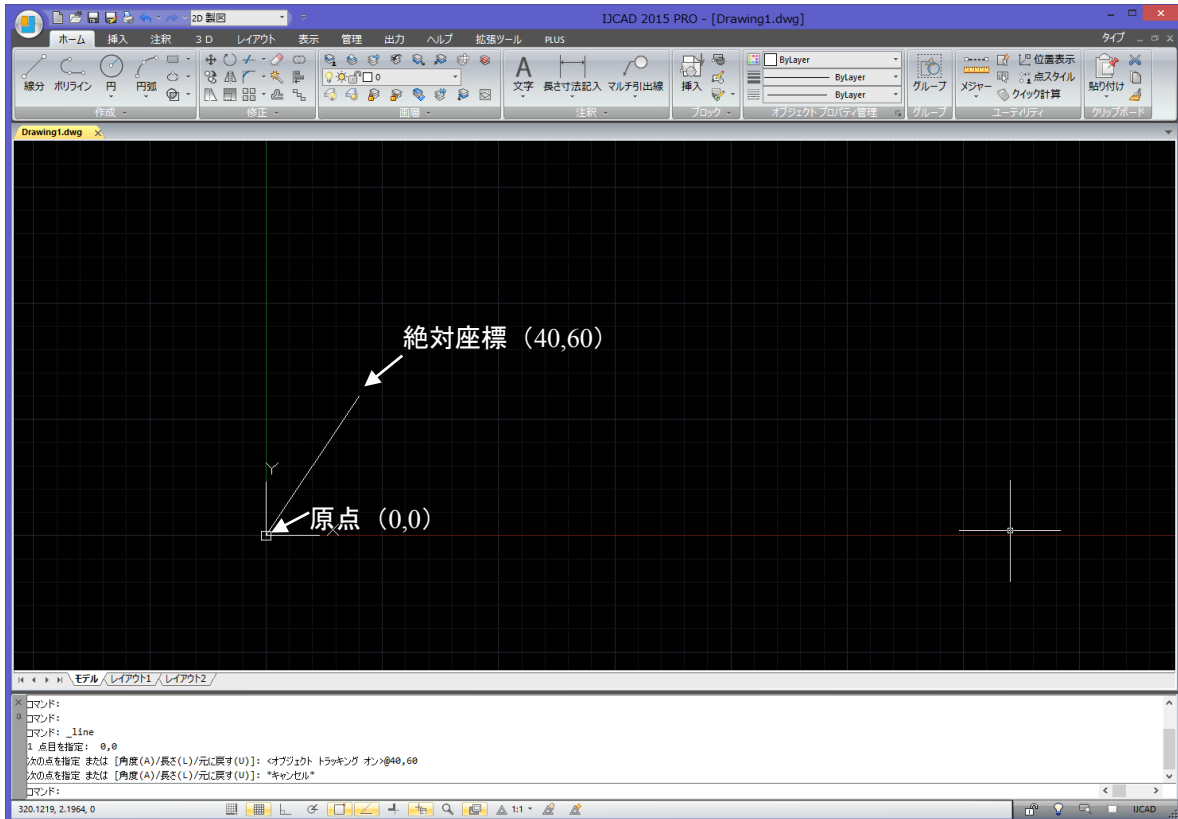 2D 製図
IJCAD 2015 PRO - [Drawing1.dwg]
ホーム 挿入 注釈 3 D レイアウト 表示 管理 出力 ヘルプ 拡張ツール PLUS タイプ
線分 ポリライン 円 円弧
0
文字 長さ寸法記入 マルチ引出線
挿入
ByLayer
ByLayer
ByLayer
グループ
メジャー
位置表示
点スタイル
クイック計算
貼り付け
作成 修正 画層 注釈 ブロック オブジェクトプロパティ管理 グループ ユーティリティ クリップボード
Drawing1.dwg
絶対座標（40,60）
Y
原点（0,0）
X
モデル レイアウト1 レイアウト2
コマンド:
コマンド:
コマンド: _line
1 点目を指定: 0,0
次の点を指定 または [角度(A)/長さ(L)/元に戻す(U)]: <オブジェクト トラッキング オン>@40,60
次の点を指定 または [角度(A)/長さ(L)/元に戻す(U)]: *キャンセル*
コマンド:
320.1219, 2.1964, 0
1:1
IJCAD